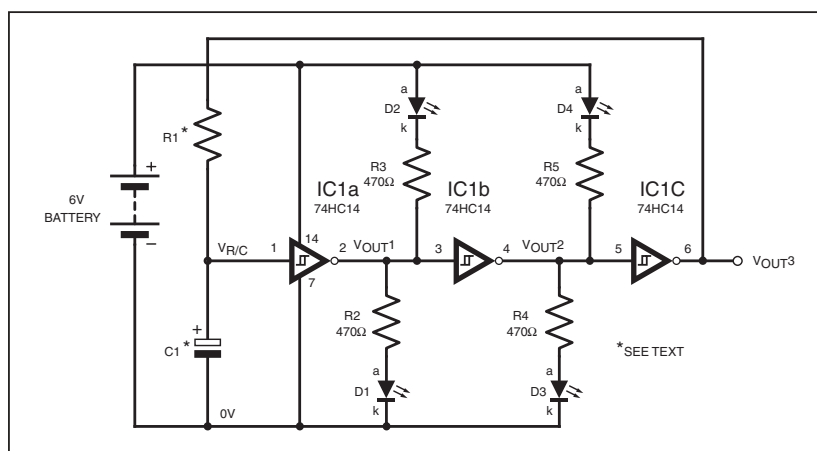 a
D2
k
a
D4
k
R1*
R3
470Ω
R5
470Ω
IC1a
74HC14
IC1b
74HC14
IC1C
74HC14
+
6V
BATTERY
−
VR/C
1
14
2
VOUT1
3
4
VOUT2
5
6
VOUT3
7
R2
470Ω
R4
470Ω
+
C1*
*SEE TEXT
a
D1
k
a
D3
k
0V